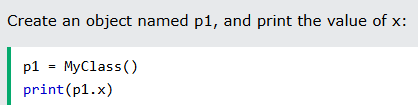 Create an object named p1, and print the value of x:
p1 = MyClass()
print(p1.x)